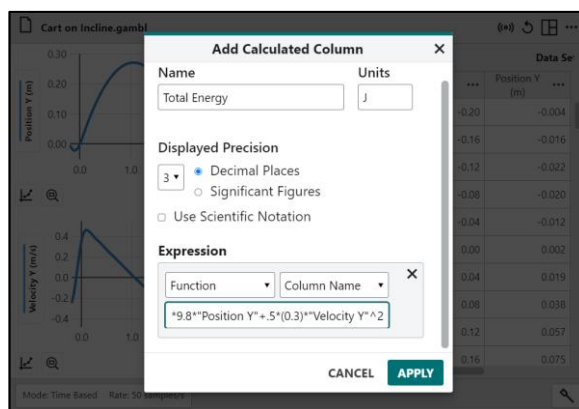 Cart on Incline.gambl
Add Calculated Column
Name
Units
Total Energy
J
Displayed Precision
3
Decimal Places
Significant Figures
Use Scientific Notation
Expression
Function
Column Name
*9.8*"Position Y"+.5*(0.3)*"Velocity Y"^2
CANCEL
APPLY
Position Y (m)
0.30
0.20
0.10
0.00
0.0
1.0
Velocity Y (m/s)
0.4
0.2
0.0
-0.2
-0.4
0.0
1.0
Data Se
Position Y
(m)
-0.20 -0.004
-0.16 -0.016
-0.12 -0.022
-0.08 -0.020
-0.04 -0.012
0.00 0.002
0.04 0.019
0.08 0.038
0.12 0.057
0.16 0.075
Mode: Time Based Rate: 50 samples/s